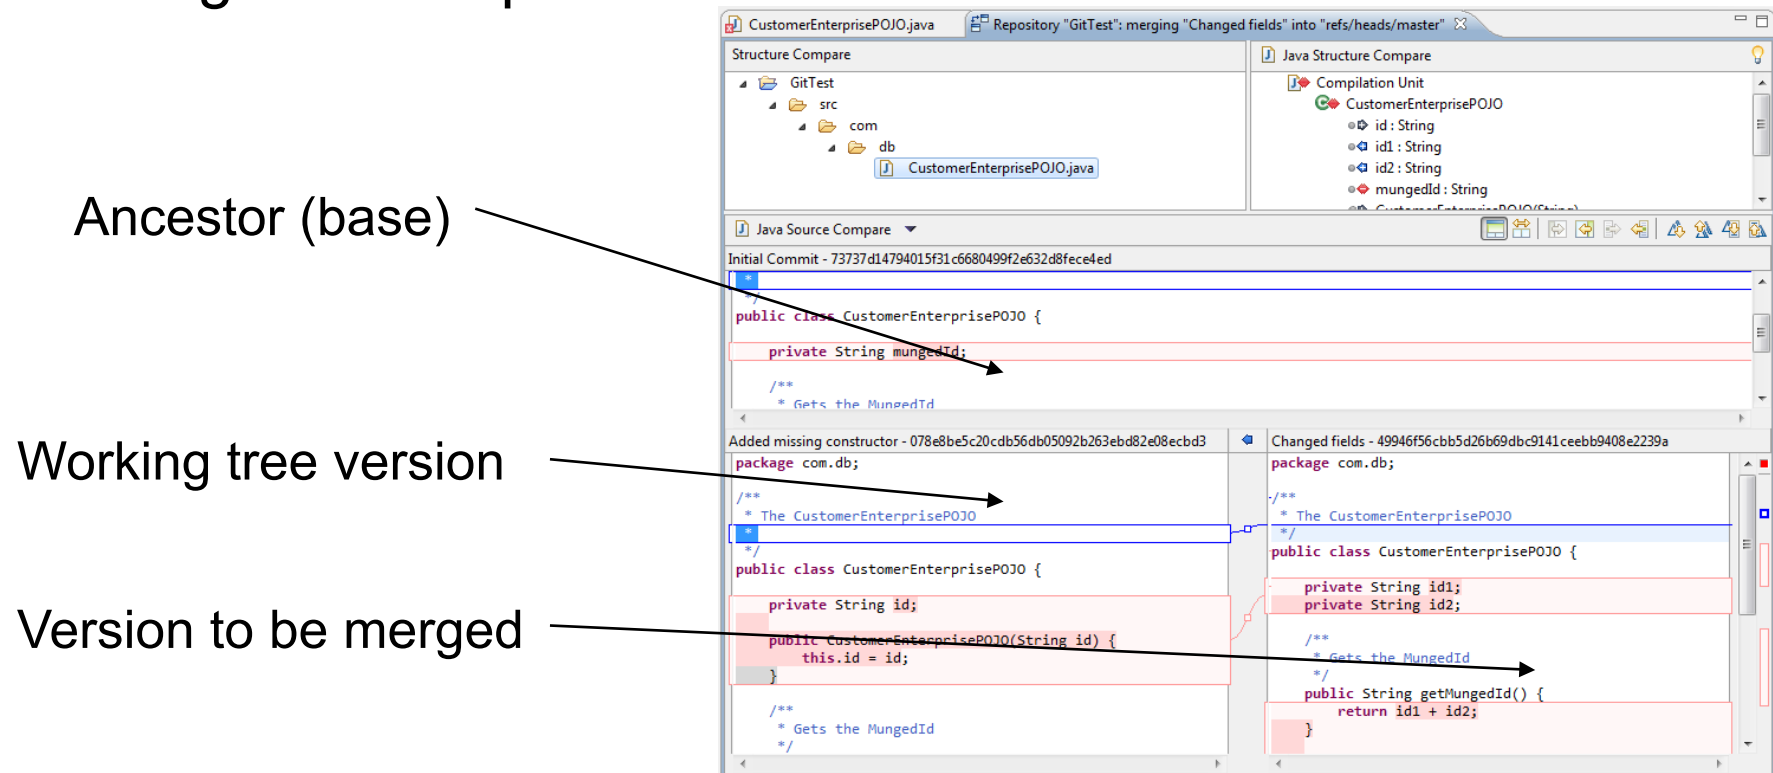 CustomerEnterprisePOJO.java
Repository "GitTest": merging "Changed fields" into "refs/heads/master"
Structure Compare
GitTest
src
com
db
CustomerEnterprisePOJO.java
Java Structure Compare
Compilation Unit
CustomerEnterprisePOJO
id : String
id1 : String
id2 : String
mungedId : String
CustomerEnterprisePOJO(String)
Ancestor (base)
Working tree version
Version to be merged
Java Source Compare
Initial Commit - 73737d14794015f31c6680499f2e632d8fece4ed
*
*/
public class CustomerEnterprisePOJO {
private String mungedId;
/**
* Gets the MungedId
Added missing constructor - 078e8be5c20cdb56db05092b263ebd82e08ecbd3
package com.db;
/**
* The CustomerEnterprisePOJO
*
*/
public class CustomerEnterprisePOJO {
private String id;
public CustomerEnterprisePOJO(String id) {
this.id = id;
}
/**
* Gets the MungedId
*/
Changed fields - 49946f56cbb5d26b69dbc9141ceebb9408e2239a
package com.db;
/**
* The CustomerEnterprisePOJO
*/
public class CustomerEnterprisePOJO {
private String id1;
private String id2;
/**
* Gets the MungedId
*/
public String getMungedId() {
return id1 + id2;
}